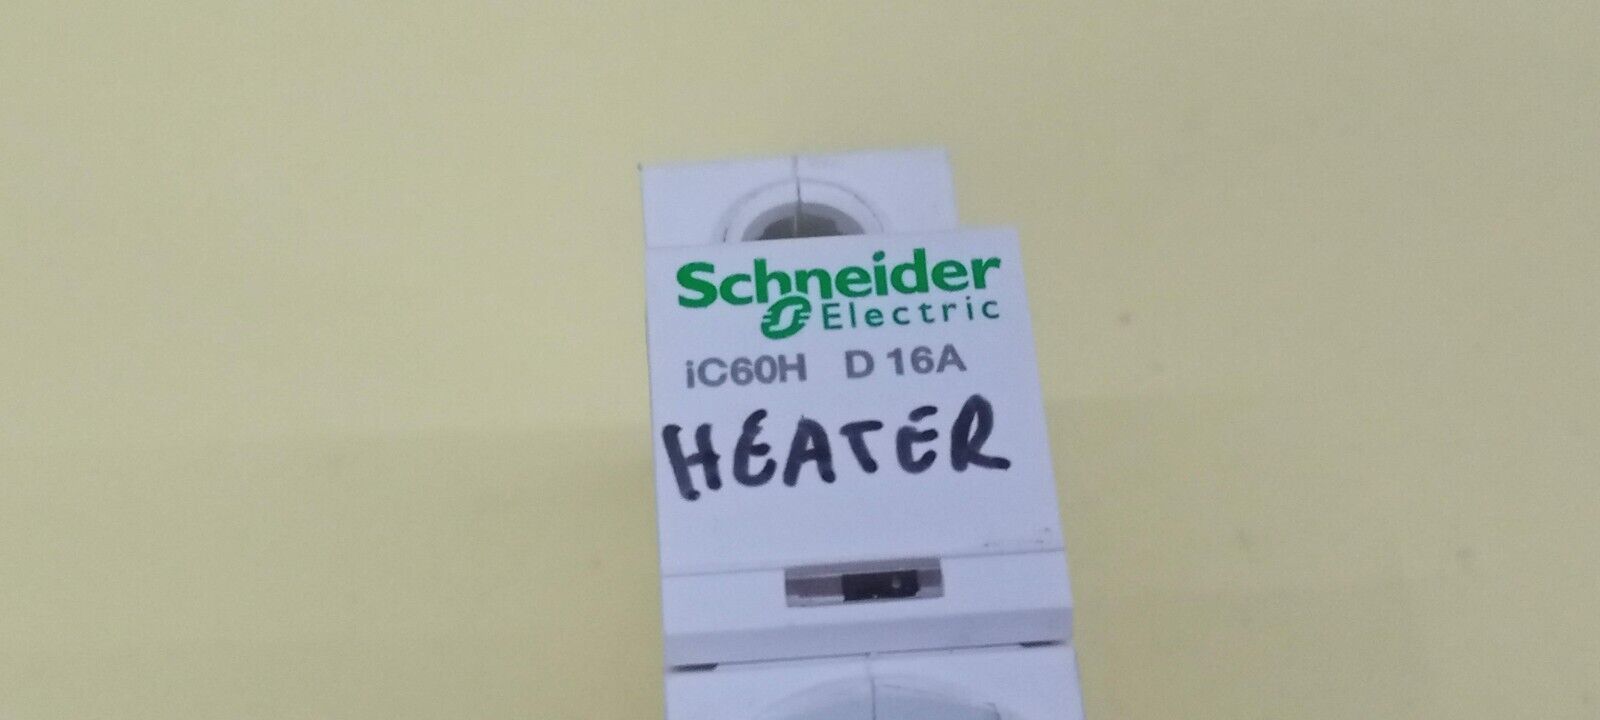 Schneider
Electric
iC60H D 16A
HEATER